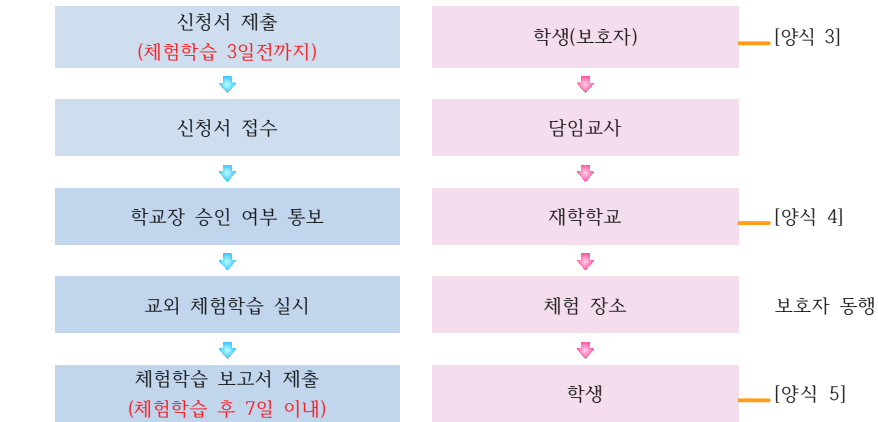 신청서 제출
(체험학습 3일전까지)
학생(보호자)
[양식 3]
신청서 접수
담임교사
학교장 승인 여부 통보
재학학교
[양식 4]
교외 체험학습 실시
체험 장소
보호자 동행
체험학습 보고서 제출
(체험학습 후 7일 이내)
학생
[양식 5]